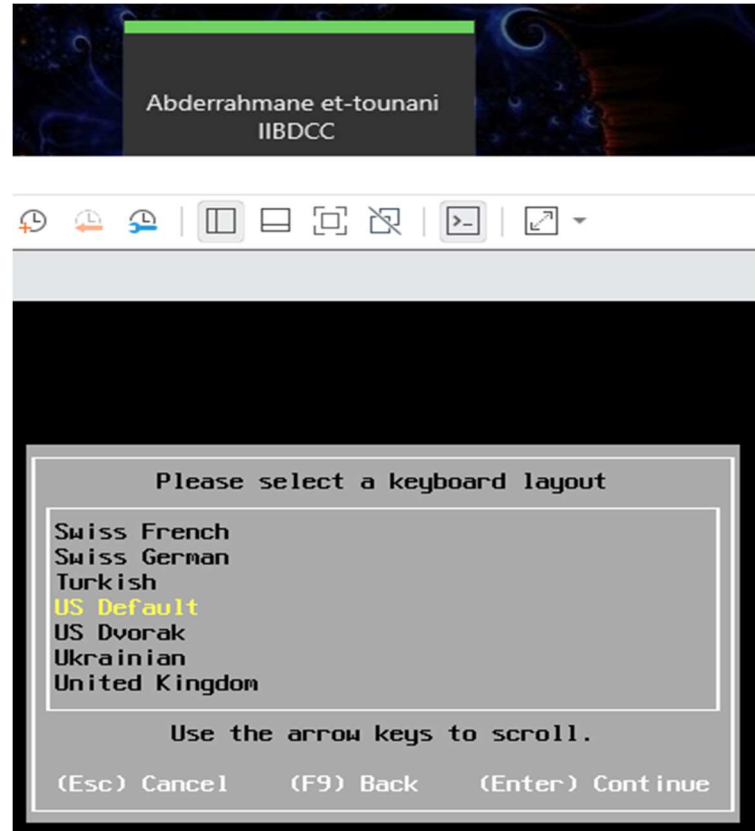 Abderrahmane et-tounani
IIBDCC
Please select a keyboard layout
Swiss French
Swiss German
Turkish
US Default
US Dvorak
Ukrainian
United Kingdom
Use the arrow keys to scroll.
(Esc) Cancel (F9) Back (Enter) Continue